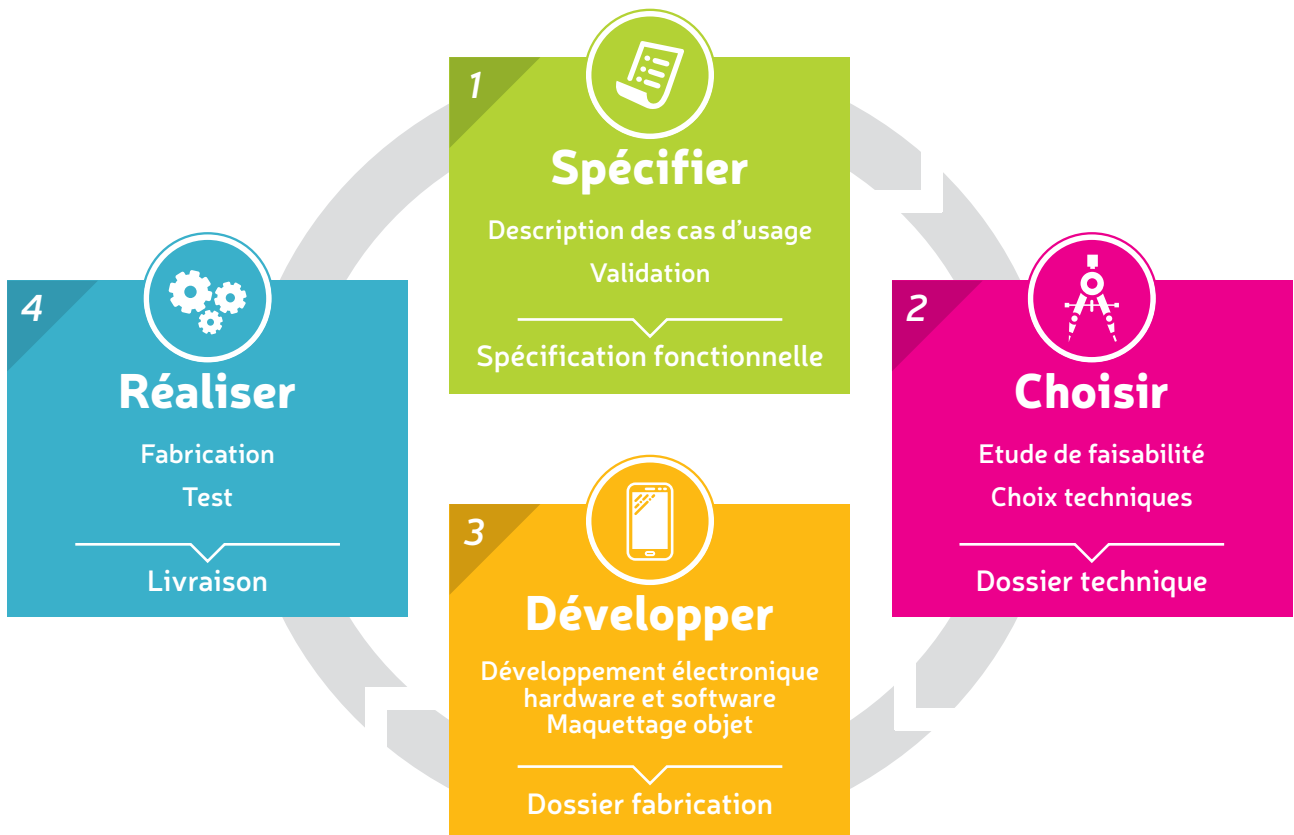 1
Spécifier
Description des cas d'usage
Validation
Spécification fonctionnelle
2
Choisir
Etude de faisabilité
Choix techniques
Dossier technique
3
Développer
Développement électronique
hardware et software
Maquettage objet
Dossier fabrication
4
Réaliser
Fabrication
Test
Livraison